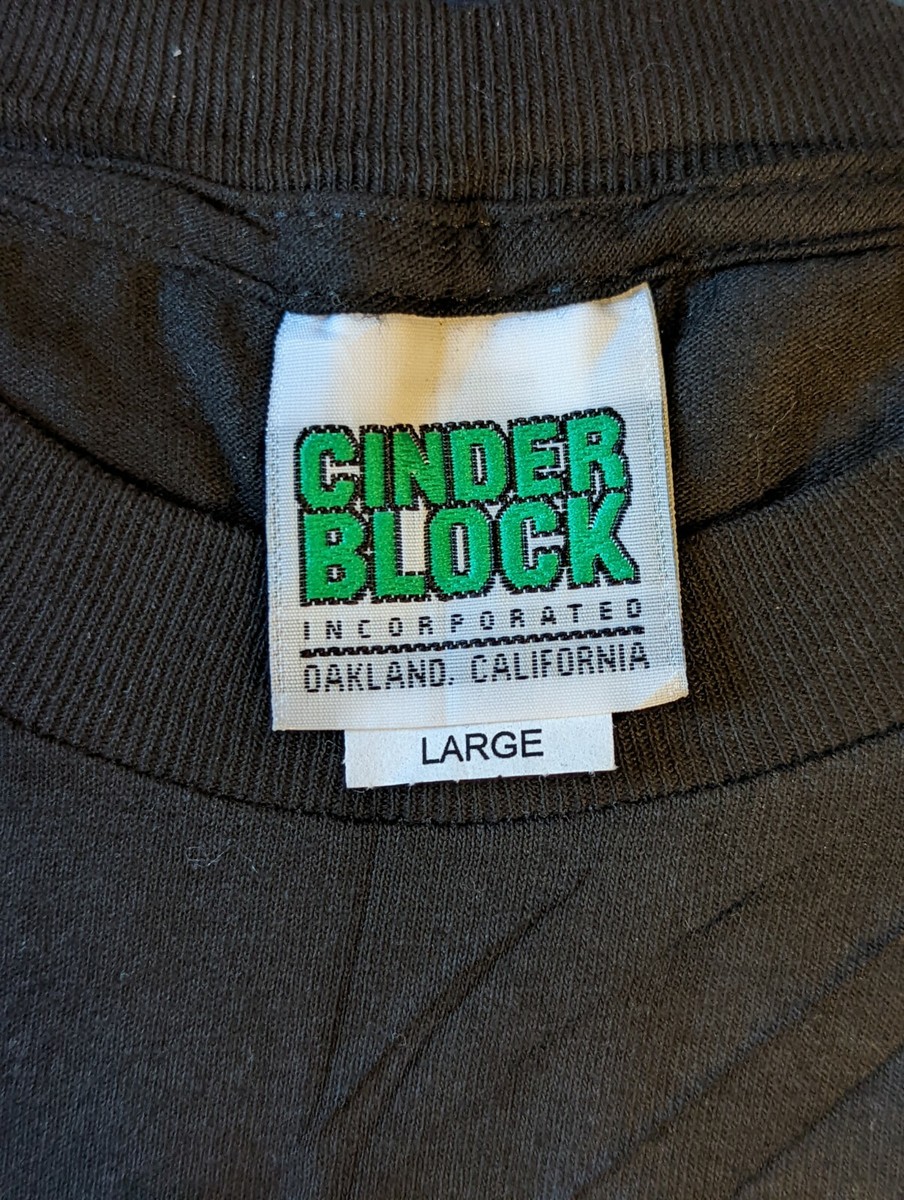 CINDER
BLOCK
INCORPORATED
OAKLAND, CALIFORNIA
LARGE